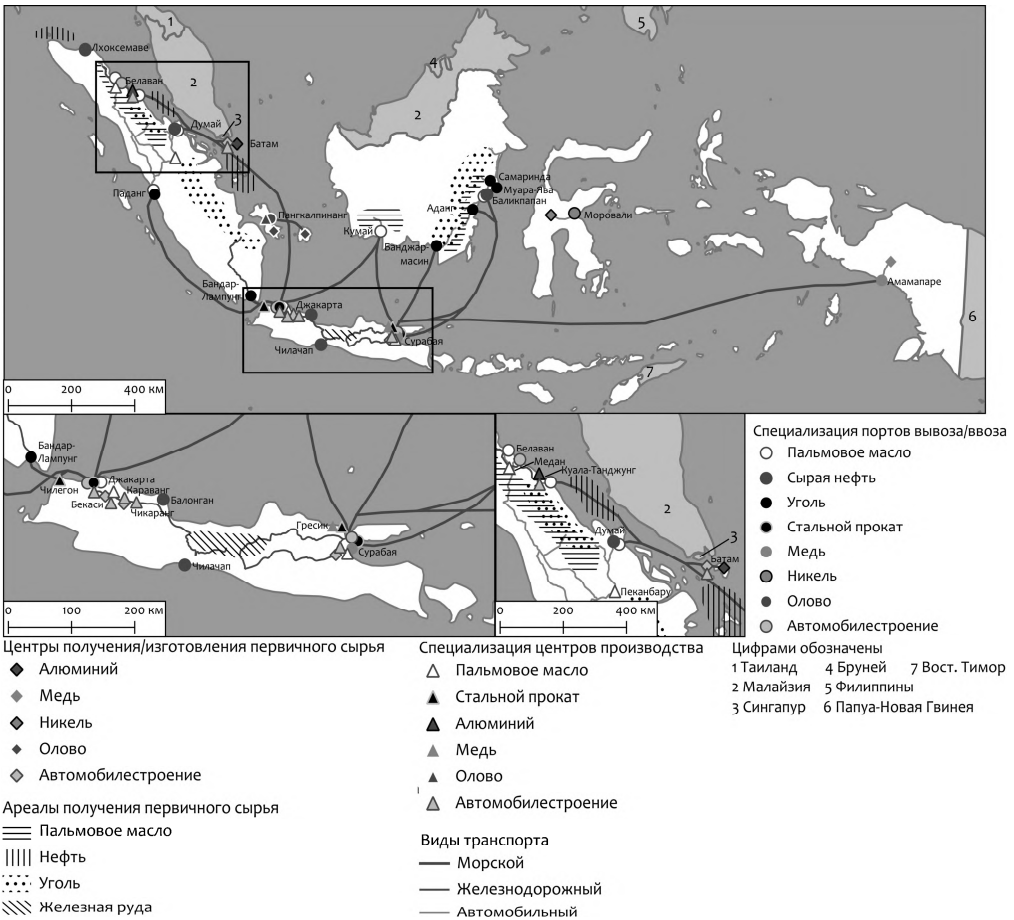 1
5
Лхоксемаве
4
Белаван
2
2
3
Думай
Батам
Самаринда
Муара-Ява
Паданг
Баликпапан
Аданг
Пангкалпинанг
Моровали
Кумай
Банджар-
масин
Бандар-
Лампунг
Амамапаре
Джакарта
6
Сурабая
Чилачап
7
0 200 400 км
Бандар-
Лампунг
Джакарта
Чилегон
Караванг
Бекаси
Балонган
Чикаранг
Гресик
Сурабая
Чилачап
0 100 200 км
Белаван
Медан
Куала-Танджунг
2
Думай
3
Батам
Пеканбару
0 200 400 км
Специализация портов вывоза/ввоза
Пальмовое масло
Сырая нефть
Уголь
Стальной прокат
Медь
Никель
Олово
Автомобилестроение
Центры получения/изготовления первичного сырья
Алюминий
Медь
Никель
Олово
Автомобилестроение
Ареалы получения первичного сырья
Пальмовое масло
Нефть
Уголь
Железная руда
Специализация центров производства
Пальмовое масло
Стальной прокат
Алюминий
Медь
Олово
Автомобилестроение
Виды транспорта
Морской
Железнодорожный
Автомобильный
Цифрами обозначены
1 Таиланд 4 Бруней 7 Вост. Тимор
2 Малайзия 5 Филиппины
3 Сингапур 6 Папуа-Новая Гвинея